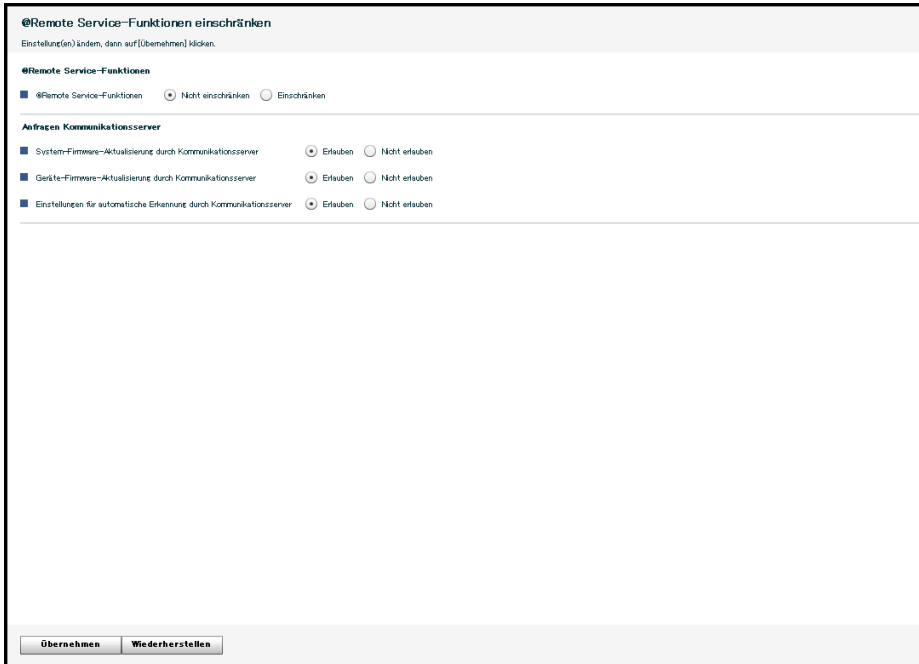 @Remote Service-Funktionen einschränken
Einstellung(en) ändern, dann auf [Übernehmen] klicken.
@Remote Service-Funktionen
@Remote Service-Funktionen Nicht einschränken Einschränken
Anfragen Kommunikationsserver
System-Firmware-Aktualisierung durch Kommunikationsserver Erlauben Nicht erlauben
Geräte-Firmware-Aktualisierung durch Kommunikationsserver Erlauben Nicht erlauben
Einstellungen für automatische Erkennung durch Kommunikationsserver Erlauben Nicht erlauben
Übernehmen Wiederherstellen